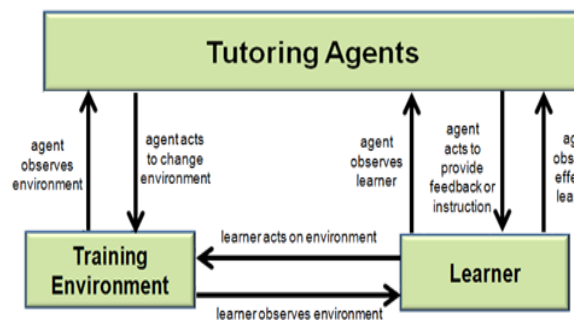 Tutoring Agents
agent
observes
environment
agent acts
to change
environment
agent
observes
learner
agent
acts to
provide
feedback or
instruction
learner acts on environment
Training
Environment
Learner
learner observes environment